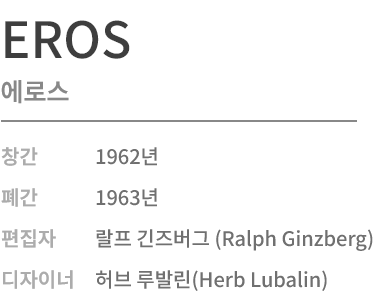 EROS
에로스
창간 1962년
폐간 1963년
편집자 랄프 긴즈버그 (Ralph Ginzberg)
디자이너 허브 루발린(Herb Lubalin)